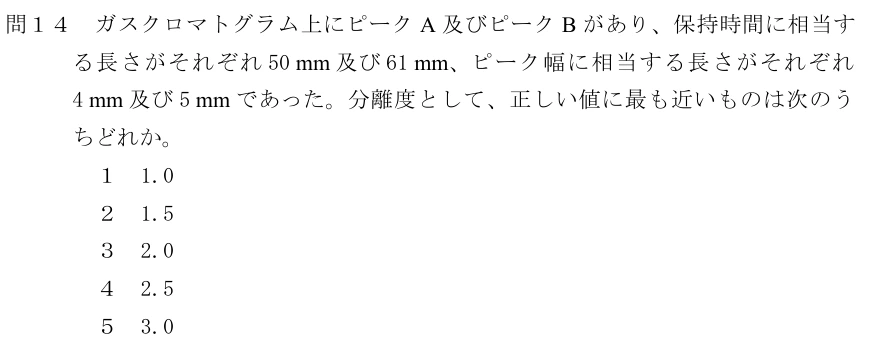 問１４　ガスクロマトグラム上にピーク A 及びピーク B があり、保持時間に相当す
る長さがそれぞれ 50 mm 及び 61 mm、ピーク幅に相当する長さがそれぞれ
4 mm 及び 5 mm であった。分離度として、正しい値に最も近いものは次のう
ちどれか。
１　1.0
２　1.5
３　2.0
４　2.5
５　3.0